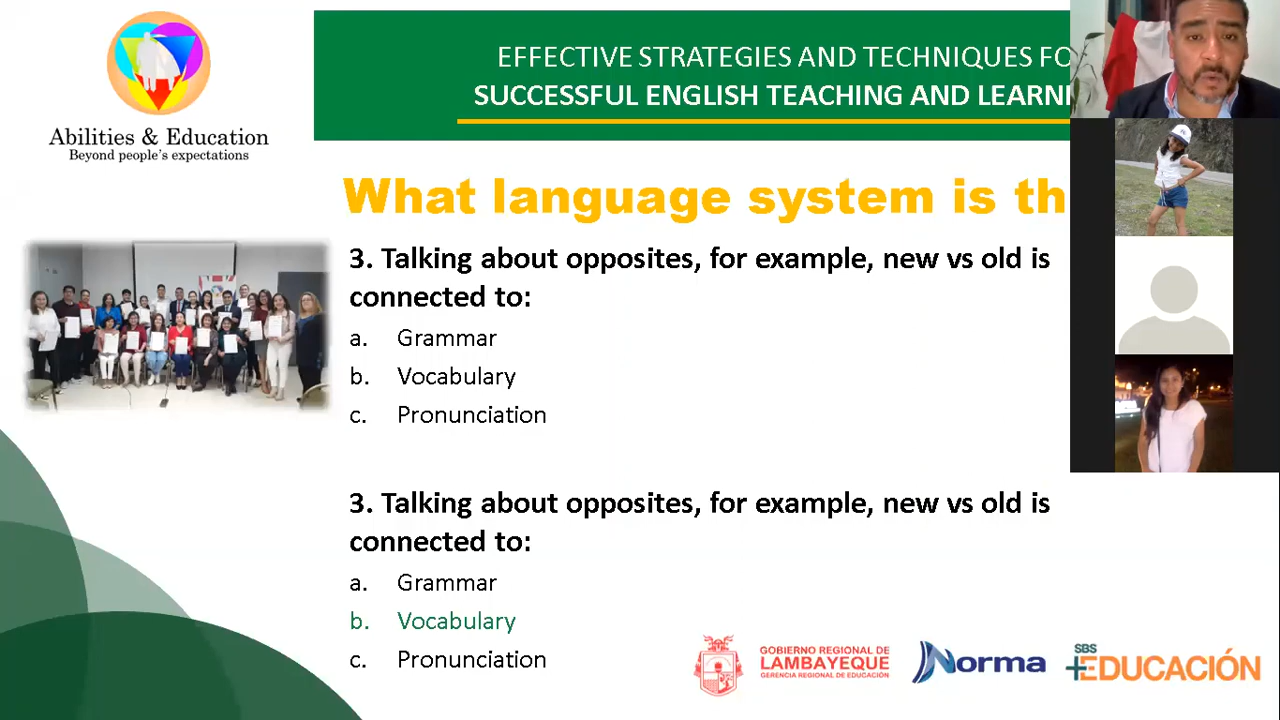 Abilities & Education
Beyond people's expectations
EFFECTIVE STRATEGIES AND TECHNIQUES FO
SUCCESSFUL ENGLISH TEACHING AND LEARNI
What language system is th
3. Talking about opposites, for example, new vs old is
connected to:
a. Grammar
b. Vocabulary
c. Pronunciation
3. Talking about opposites, for example, new vs old is
connected to:
a. Grammar
b. Vocabulary
c. Pronunciation
GOBIERNO REGIONAL DE
LAMBAYEQUE
GERENCIA REGIONAL DE EDUCACIÓN
Norma
SBS
+EDUCACIÓN